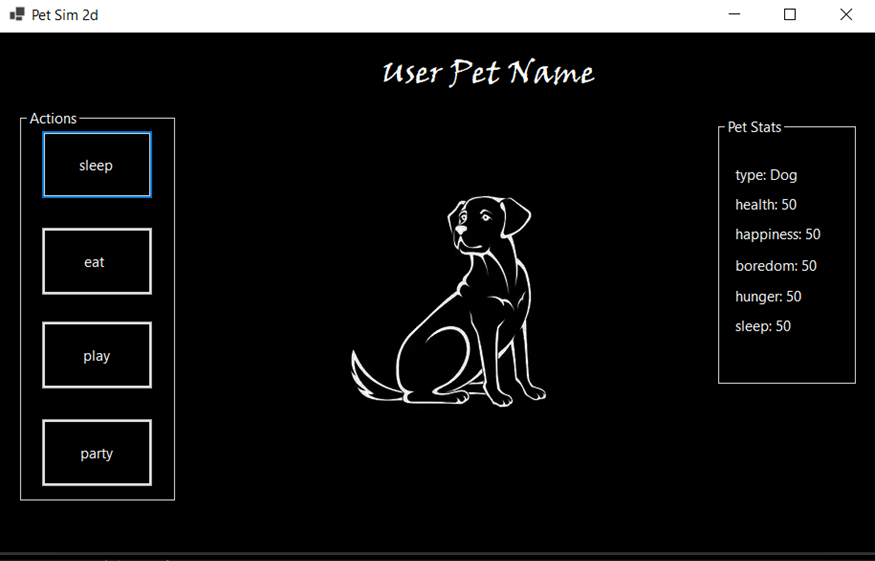 Pet Sim 2d
User Pet Name
Actions
sleep
eat
play
party
Pet Stats
type: Dog
health: 50
happiness: 50
boredom: 50
hunger: 50
sleep: 50